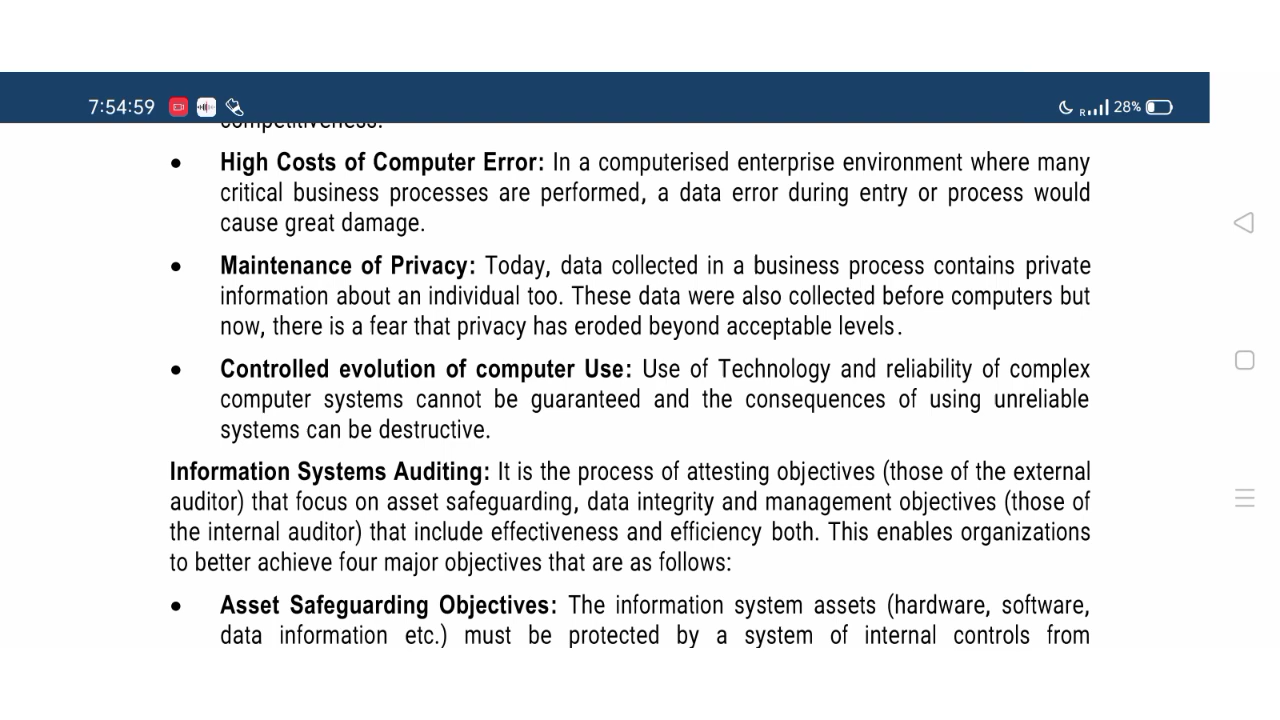 7:54:59
R 28%
competitiveness.
• High Costs of Computer Error: In a computerised enterprise environment where many
critical business processes are performed, a data error during entry or process would
cause great damage.
• Maintenance of Privacy: Today, data collected in a business process contains private
information about an individual too. These data were also collected before computers but
now, there is a fear that privacy has eroded beyond acceptable levels.
• Controlled evolution of computer Use: Use of Technology and reliability of complex
computer systems cannot be guaranteed and the consequences of using unreliable
systems can be destructive.
Information Systems Auditing: It is the process of attesting objectives (those of the external
auditor) that focus on asset safeguarding, data integrity and management objectives (those of
the internal auditor) that include effectiveness and efficiency both. This enables organizations
to better achieve four major objectives that are as follows:
• Asset Safeguarding Objectives: The information system assets (hardware, software,
data information etc.) must be protected by a system of internal controls from